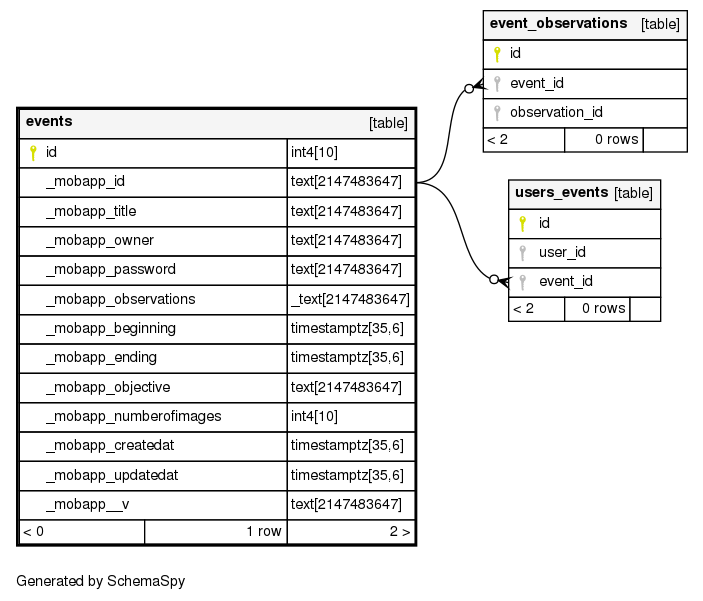 event_observations [table]
id
event_id
observation_id
< 2 0 rows
events [table]
id int4[10]
_mobapp_id text[2147483647]
_mobapp_title text[2147483647]
_mobapp_owner text[2147483647]
_mobapp_password text[2147483647]
_mobapp_observations _text[2147483647]
_mobapp_beginning timestamptz[35,6]
_mobapp_ending timestamptz[35,6]
_mobapp_objective text[2147483647]
_mobapp_numberofimages int4[10]
_mobapp_createdat timestamptz[35,6]
_mobapp_updatedat timestamptz[35,6]
_mobapp__v text[2147483647]
< 0 1 row 2 >
users_events [table]
id
user_id
event_id
< 2 0 rows
Generated by SchemaSpy